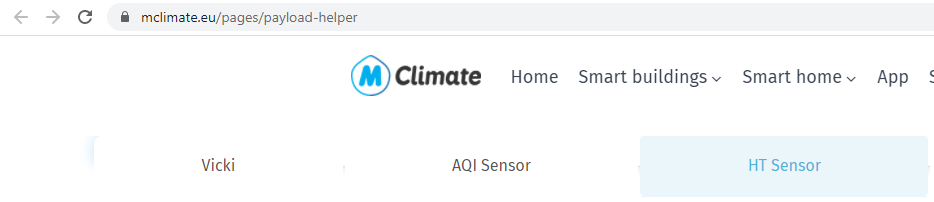 mclimate.eu/pages/payload-helper
M Climate Home Smart buildings Smart home App S
Vicki AQI Sensor HT Sensor